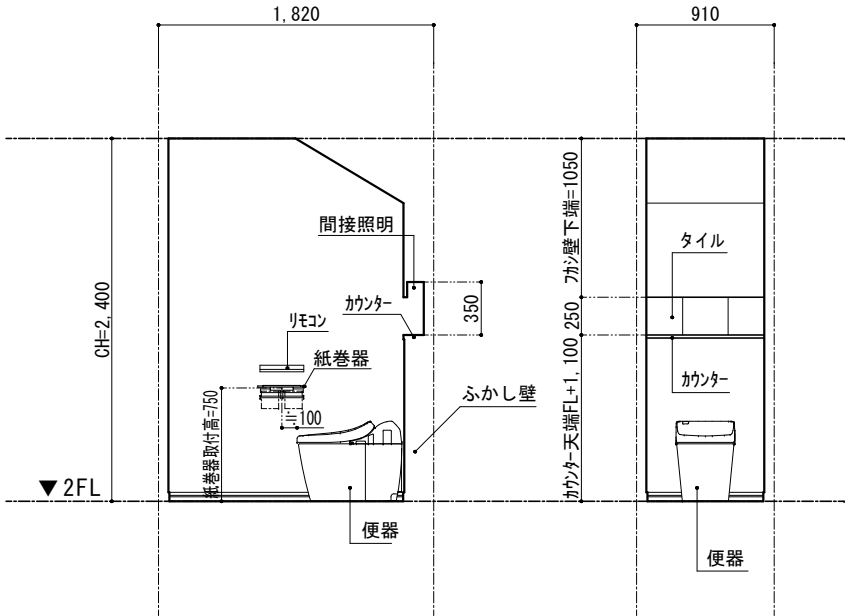 1,820
910
間接照明
カウンター
リモコン
紙巻器
≒100
350
CH=2,400
紙巻器取付高=750
ふかし壁
▼2FL
便器
フカシ壁下端=1050
250
カウンター天端FL+1,100
タイル
カウンター
便器